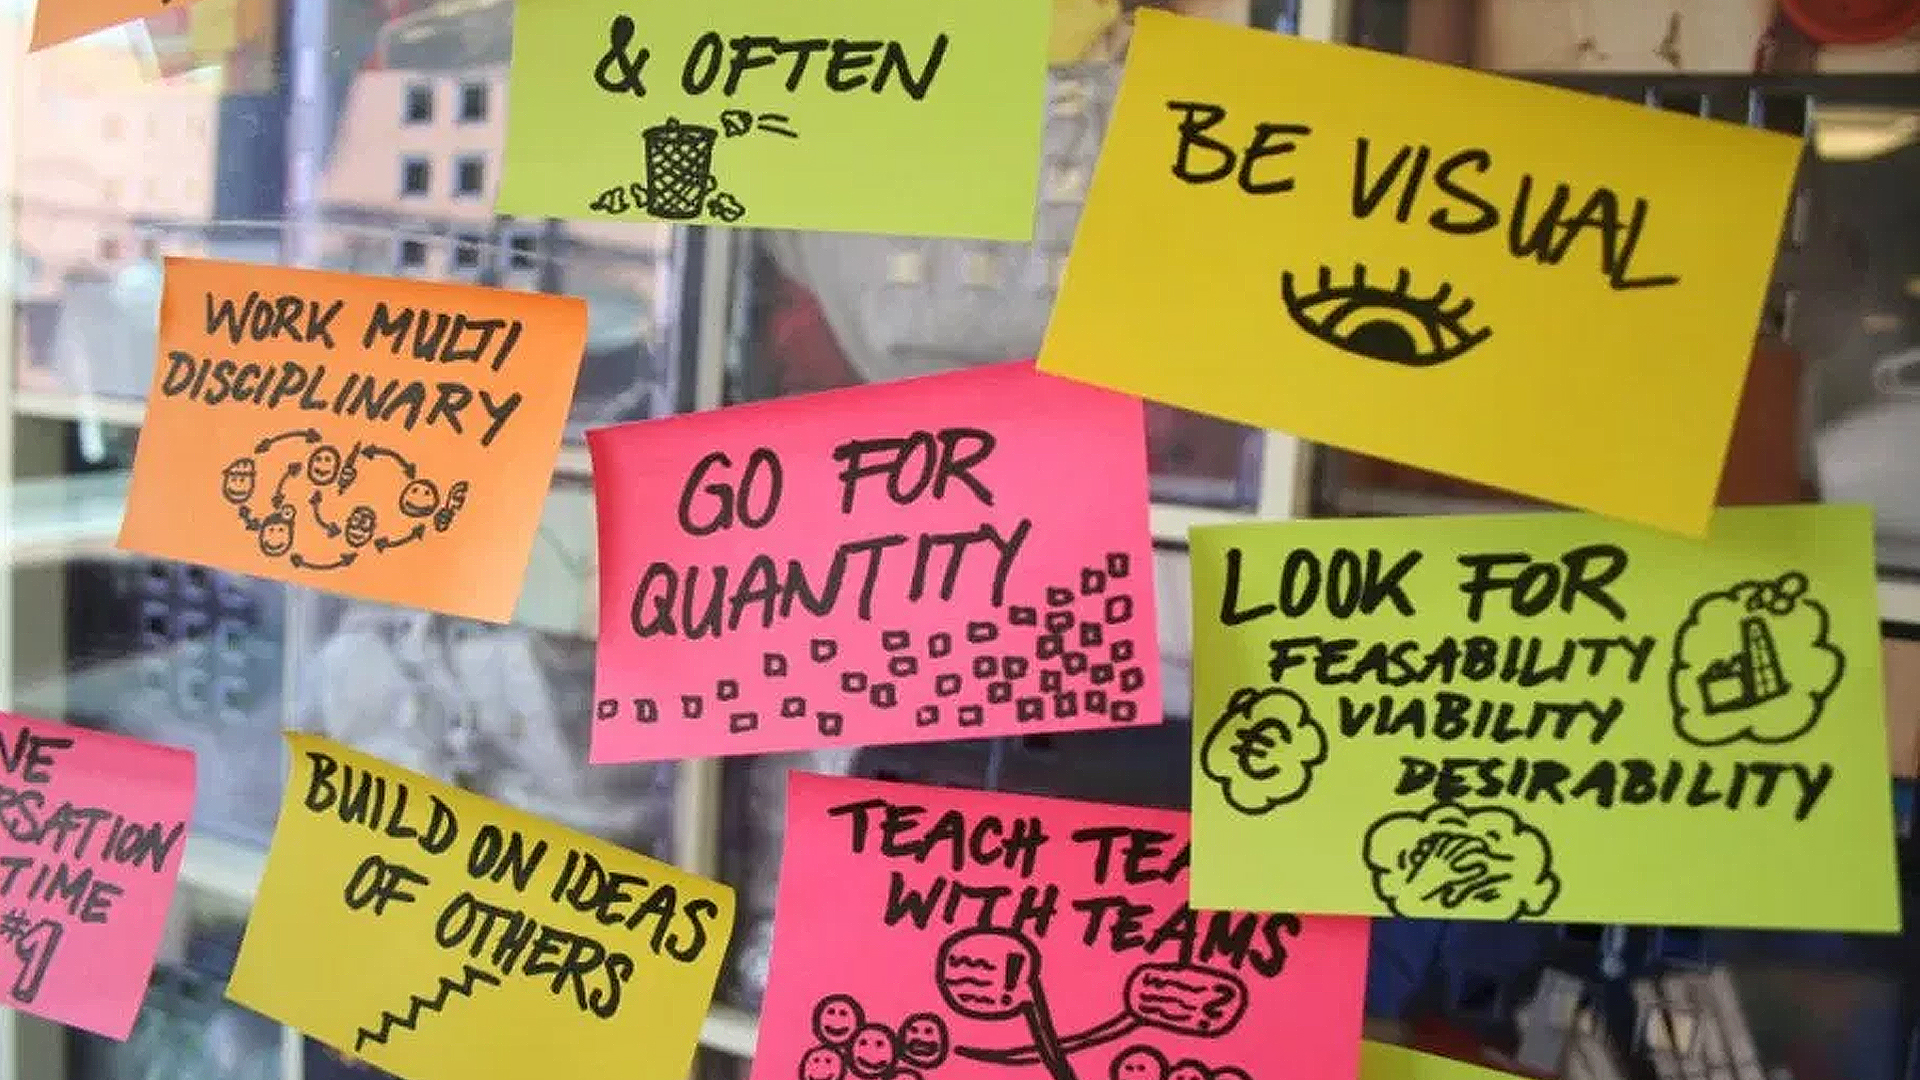 & OFTEN
BE VISUAL
WORK MULTI
DISCIPLINARY
GO FOR
QUANTITY
LOOK FOR
FEASABILITY
VIABILITY
DESIRABILITY
€
NE
RSATION
TIME
#1
BUILD ON IDEAS
OF OTHERS
TEACH TEA
WITH TEAMS
!
?